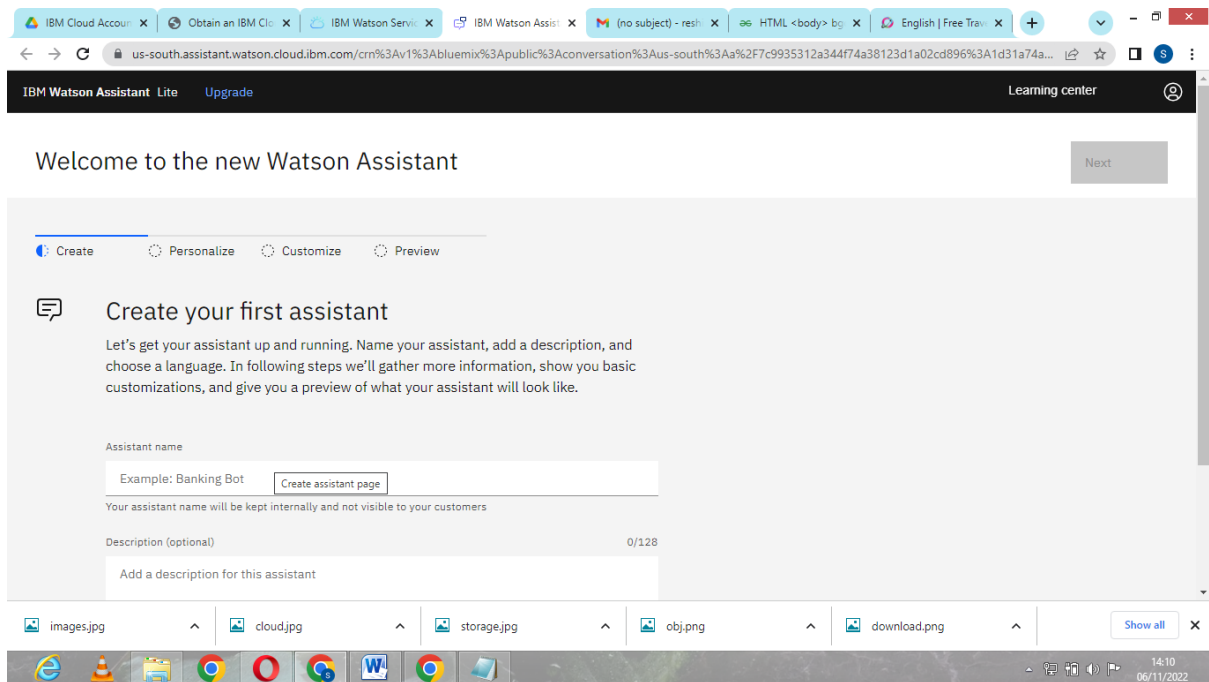 IBM Cloud Accoun
Obtain an IBM Clo
IBM Watson Servic
IBM Watson Assist
(no subject) - resh
HTML <body> bg
English | Free Trav
us-south.assistant.watson.cloud.ibm.com/crn%3Av1%3Abluemix%3Apublic%3Aconversation%3Aus-south%3Aa%2F7c9935312a344f74a38123d1a02cd896%3A1d31a74a...
S
IBM Watson Assistant Lite Upgrade
Learning center
Welcome to the new Watson Assistant
Next
Create
Personalize
Customize
Preview
Create your first assistant
Let's get your assistant up and running. Name your assistant, add a description, and
choose a language. In following steps we'll gather more information, show you basic
customizations, and give you a preview of what your assistant will look like.
Assistant name
Example: Banking Bot
Create assistant page
Your assistant name will be kept internally and not visible to your customers
Description (optional)
0/128
Add a description for this assistant
images.jpg
cloud.jpg
storage.jpg
obj.png
download.png
Show all
14:10
06/11/2022